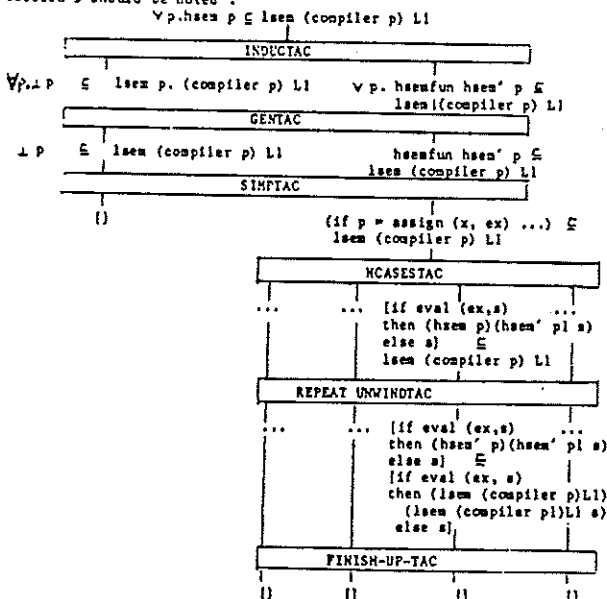 should be noted .
∀ p.hsem p ⊑ lsem (compiler p) L1
INDUCTAC
∀p.⊥ p ⊑ lsem p. (compiler p) L1 ∀ p. hsemfun hsem′ p ⊑
lsem|(compiler p) L1
GENTAC
⊥ p ⊑ lsem (compiler p) L1 hsemfun hsem′ p ⊑
lsem (compiler p) L1
SIMPTAC
[] (if p = assign (x, ex) ...) ⊑
lsem (compiler p) L1
HCASESTAC
... ... [if eval (ex,s) ...
then (hsem p)(hsem′ p1 s)
else s] ⊑
lsem (compiler p) L1
REPEAT UNWINDTAC
... ... [if eval (ex,s) ...
then (hsem′ p)(hsem′ p1 s)
else s] ⊑
[if eval (ex, s)
then (lsem (compiler p)L1)
(lsem (compiler p1)L1 s)
else s]
FINISH-UP-TAC
[] [] [] []